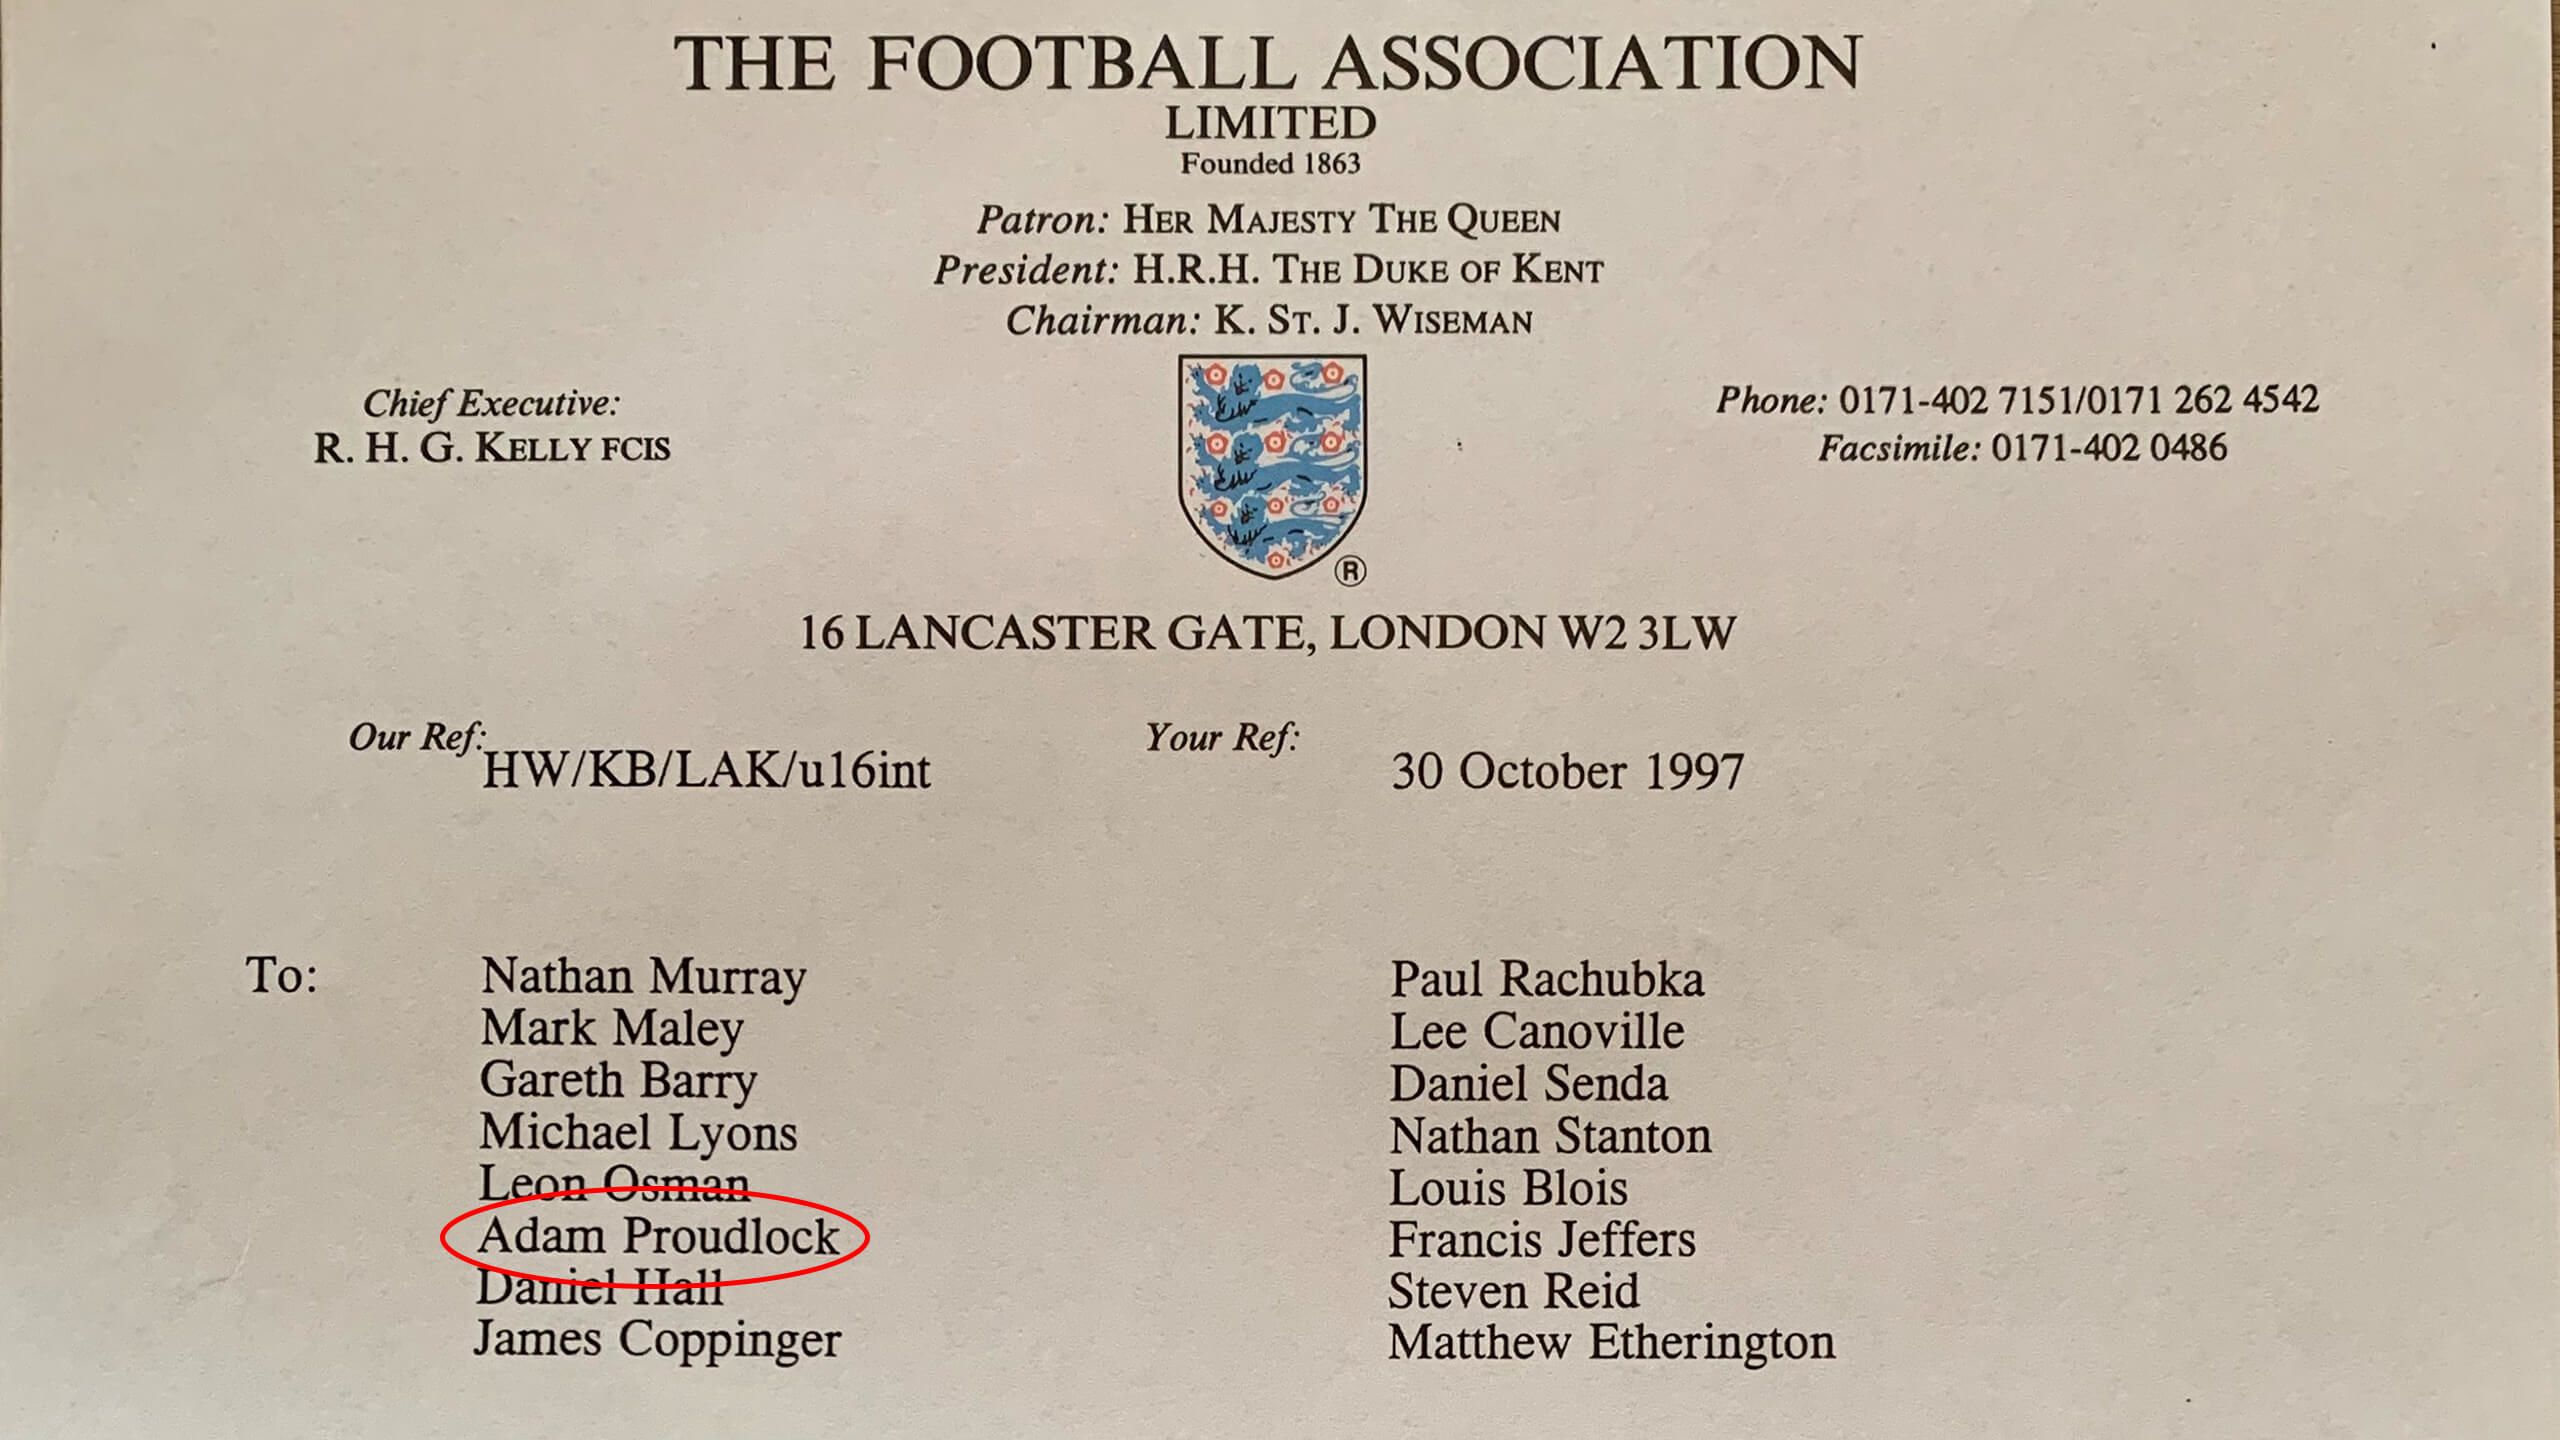 THE FOOTBALL ASSOCIATION
LIMITED
Founded 1863
Patron: HER MAJESTY THE QUEEN
President: H.R.H. THE DUKE OF KENT
Chairman: K. ST. J. WISEMAN
Chief Executive:
R. H. G. KELLY FCIS
Phone: 0171-402 7151/0171 262 4542
Facsimile: 0171-402 0486
®
16 LANCASTER GATE, LONDON W2 3LW
Our Ref: HW/KB/LAK/u16int
Your Ref:
30 October 1997
To:
Nathan Murray
Mark Maley
Gareth Barry
Michael Lyons
Leon Osman
Adam Proudlock
Daniel Hall
James Coppinger
Paul Rachubka
Lee Canoville
Daniel Senda
Nathan Stanton
Louis Blois
Francis Jeffers
Steven Reid
Matthew Etherington